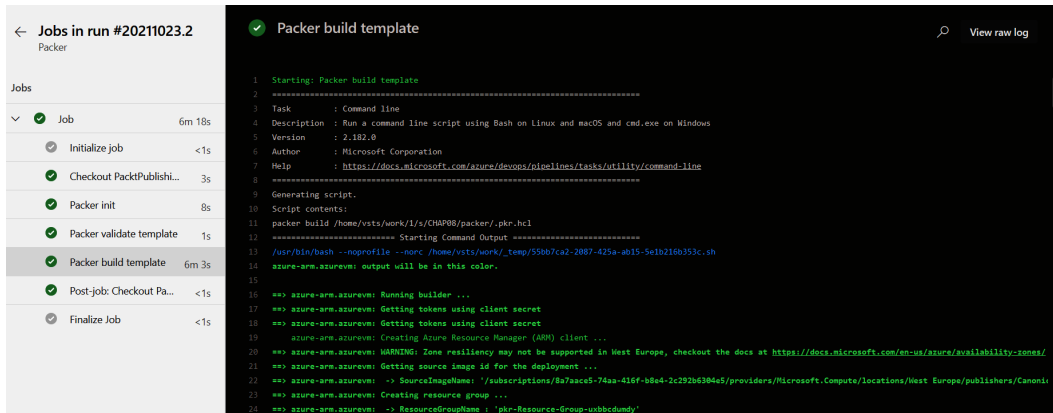 Jobs in run #20211023.2
Packer
Jobs
Job 6m 18s
Initialize job <1s
Checkout PacktPublishi... 3s
Packer init 8s
Packer validate template 1s
Packer build template 6m 3s
Post-job: Checkout Pa... <1s
Finalize Job <1s
Packer build template
View raw log
1 Starting: Packer build template
2 ==============================================================================
3 Task : Command line
4 Description : Run a command line script using Bash on Linux and macOS and cmd.exe on Windows
5 Version : 2.182.0
6 Author : Microsoft Corporation
7 Help : https://docs.microsoft.com/azure/devops/pipelines/tasks/utility/command-line
8 ==============================================================================
9 Generating script.
10 Script contents:
11 packer build /home/vsts/work/1/s/CHAP08/packer/.pkr.hcl
12 ========================== Starting Command Output ===========================
13 /usr/bin/bash --noprofile --norc /home/vsts/work/_temp/55bb7ca2-2087-425a-ab15-5e1b216b353c.sh
14 azure-arm.azurevm: output will be in this color.
15
16 ==> azure-arm.azurevm: Running builder ...
17 ==> azure-arm.azurevm: Getting tokens using client secret
18 ==> azure-arm.azurevm: Getting tokens using client secret
19 azure-arm.azurevm: Creating Azure Resource Manager (ARM) client ...
20 ==> azure-arm.azurevm: WARNING: Zone resiliency may not be supported in West Europe, checkout the docs at https://docs.microsoft.com/en-us/azure/availability-zones/
21 ==> azure-arm.azurevm: Getting source image id for the deployment ...
22 ==> azure-arm.azurevm: -> SourceImageName: '/subscriptions/8a7aace5-74aa-416f-b8e4-2c292b6304e5/providers/Microsoft.Compute/locations/West Europe/publishers/Canonic
23 ==> azure-arm.azurevm: Creating resource group ...
24 ==> azure-arm.azurevm: -> ResourceGroupName : 'pkr-Resource-Group-uxbbcdumdy'